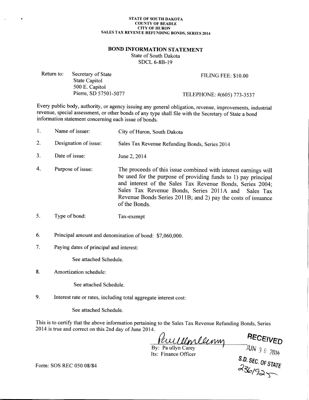 STATE OF SOUTH DAKOTA
COUNTY OF BEADLE
CITY OF HURON
SALES TAX REVENUE REFUNDING BONDS, SERIES 2014
BOND INFORMATION STATEMENT
State of South Dakota
SDCL 6-8B-19
Return to: Secretary of State FILING FEE: $10.00
State Capitol
500 E. Capitol
Pierre, SD 57501-5077 TELEPHONE: #(605) 773-3537
Every public body, authority, or agency issuing any general obligation, revenue, improvements, industrial
revenue, special assessment, or other bonds of any type shall file with the Secretary of State a bond
information statement concerning each issue of bonds.
1. Name of issuer: City of Huron, South Dakota
2. Designation of issue: Sales Tax Revenue Refunding Bonds, Series 2014
3. Date of issue: June 2, 2014
4. Purpose of issue: The proceeds of this issue combined with interest earnings will
be used for the purpose of providing funds to 1) pay principal
and interest of the Sales Tax Revenue Bonds, Series 2004;
Sales Tax Revenue Bonds, Series 2011A and Sales Tax
Revenue Bonds Series 2011B; and 2) pay the costs of issuance
of the Bonds.
5. Type of bond: Tax-exempt
6. Principal amount and denomination of bond: $7,060,000.
7. Paying dates of principal and interest:
See attached Schedule.
8. Amortization schedule:
See attached Schedule.
9. Interest rate or rates, including total aggregate interest cost:
See attached Schedule.
This is to certify that the above information pertaining to the Sales Tax Revenue Refunding Bonds, Series
2014 is true and correct on this 2nd day of June 2014.
RECEIVED
By: Paullyn Carey
Its: Finance Officer
JUN 2014
S.D. SEC. OF STATE
Form: SOS REC 050 08/84